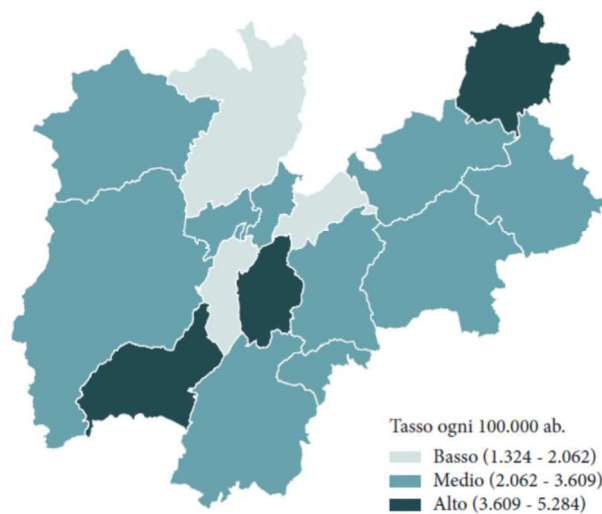 Tasso ogni 100.000 ab.
Basso (1.324 - 2.062)
Medio (2.062 - 3.609)
Alto (3.609 - 5.284)